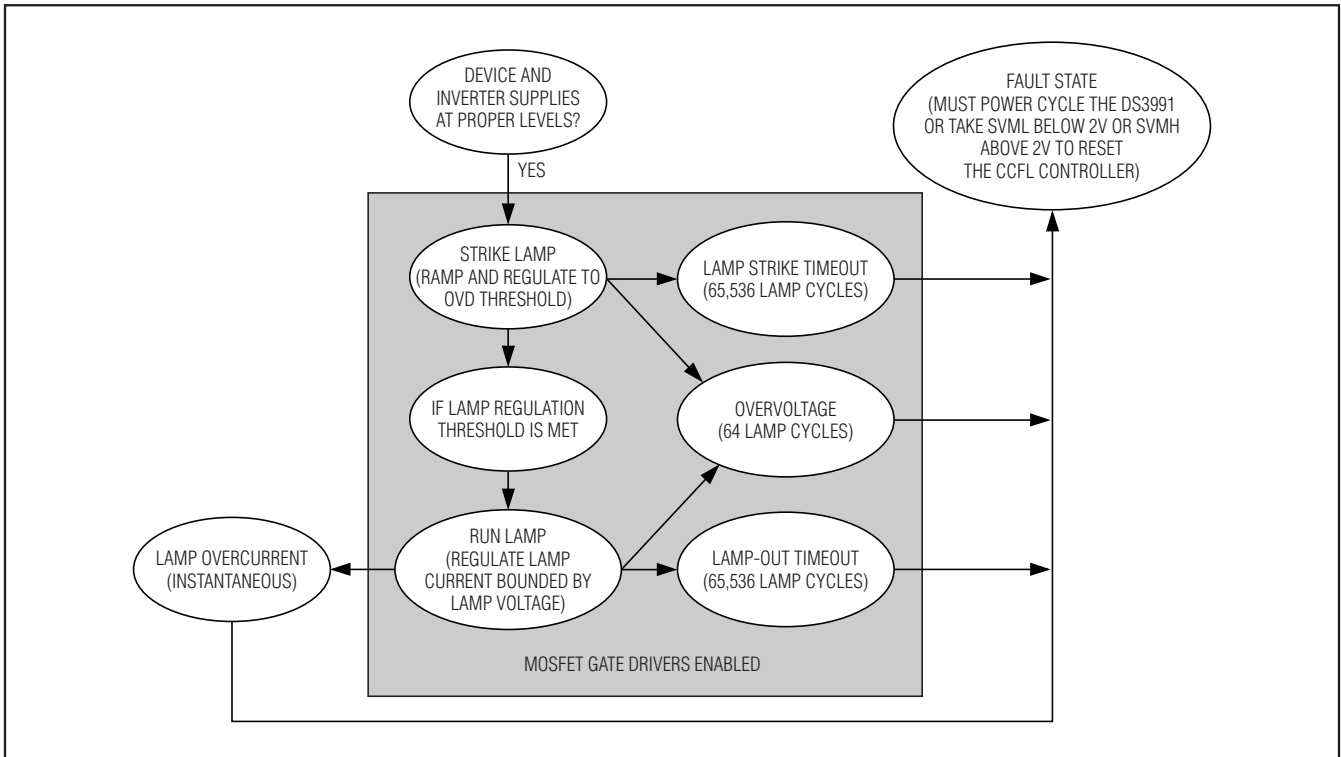 DEVICE AND
INVERTER SUPPLIES
AT PROPER LEVELS?
FAULT STATE
(MUST POWER CYCLE THE DS3991
OR TAKE SVML BELOW 2V OR SVMH
ABOVE 2V TO RESET
THE CCFL CONTROLLER)
YES
STRIKE LAMP
(RAMP AND REGULATE TO
OVD THRESHOLD)
LAMP STRIKE TIMEOUT
(65,536 LAMP CYCLES)
IF LAMP REGULATION
THRESHOLD IS MET
OVERVOLTAGE
(64 LAMP CYCLES)
LAMP OVERCURRENT
(INSTANTANEOUS)
RUN LAMP
(REGULATE LAMP
CURRENT BOUNDED BY
LAMP VOLTAGE)
LAMP-OUT TIMEOUT
(65,536 LAMP CYCLES)
MOSFET GATE DRIVERS ENABLED